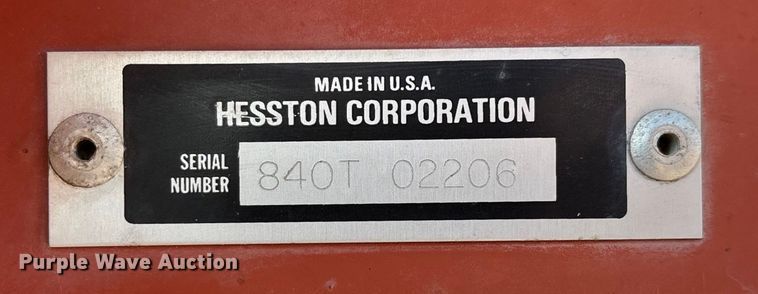 MADE IN U.S.A.
HESSTON CORPORATION
SERIAL
NUMBER
840T 02206
Purple Wave Auction